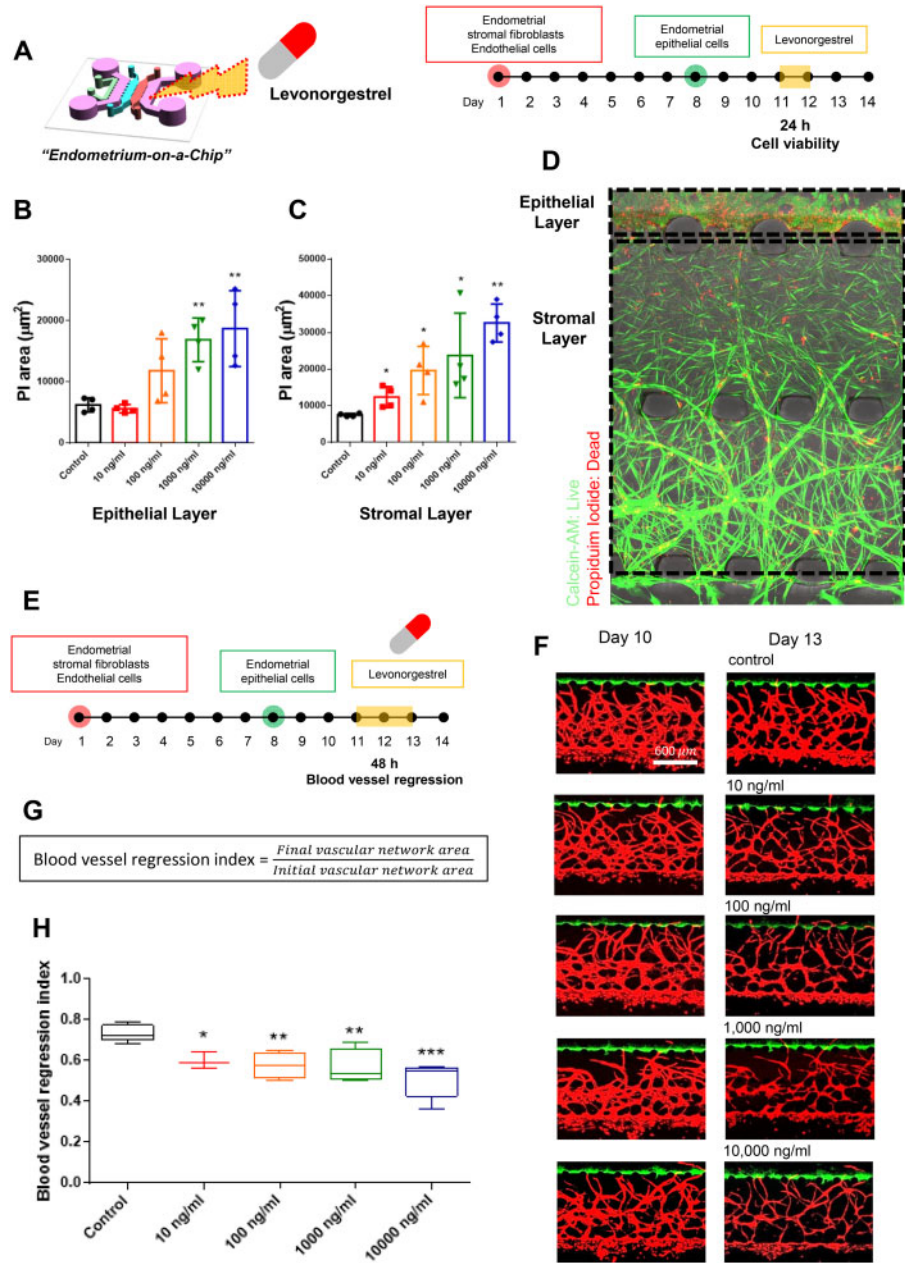 A
Levonorgestrel
"Endometrium-on-a-Chip"
Endometrial
stromal fibroblasts
Endothelial cells
Endometrial
epithelial cells
Levonorgestrel
Day 1 2 3 4 5 6 7 8 9 10 11 12 13 14
24 h
Cell viability
B
PI area (µm²)
30000
20000
10000
0
**
**
Control
10 ng/ml
100 ng/ml
1000 ng/ml
10000 ng/ml
Epithelial Layer
C
PI area (µm²)
50000
40000
30000
20000
10000
0
*
*
*
**
Control
10 ng/ml
100 ng/ml
1000 ng/ml
10000 ng/ml
Stromal Layer
D
Epithelial
Layer
Stromal
Layer
Calcein-AM: Live
Propiduim Iodide: Dead
E
Endometrial
stromal fibroblasts
Endothelial cells
Endometrial
epithelial cells
Levonorgestrel
Day 1 2 3 4 5 6 7 8 9 10 11 12 13 14
48 h
Blood vessel regression
F
Day 10
Day 13
control
600 µm
10 ng/ml
100 ng/ml
1,000 ng/ml
10,000 ng/ml
G
Blood vessel regression index = Final vascular network area
Initial vascular network area
H
Blood vessel regression index
1.0
0.8
0.6
0.4
0.2
0.0
*
**
**
***
Control
10 ng/ml
100 ng/ml
1000 ng/ml
10000 ng/ml